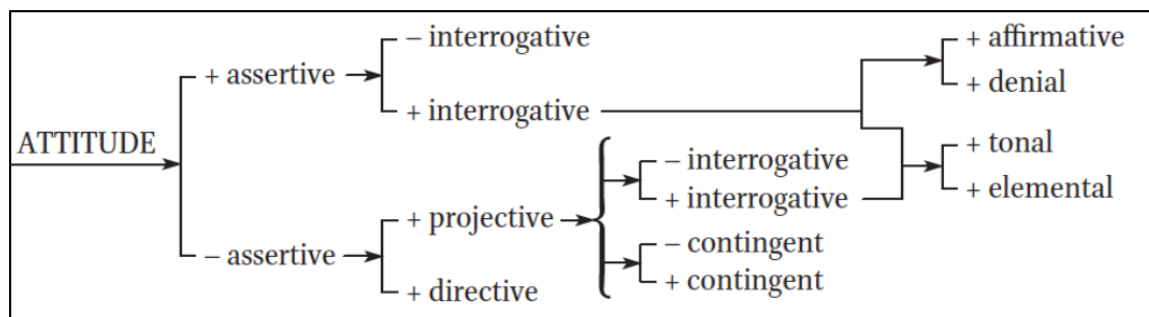 ATTITUDE
+ assertive
− assertive
− interrogative
+ interrogative
+ projective
+ directive
− interrogative
+ interrogative
− contingent
+ contingent
+ affirmative
+ denial
+ tonal
+ elemental